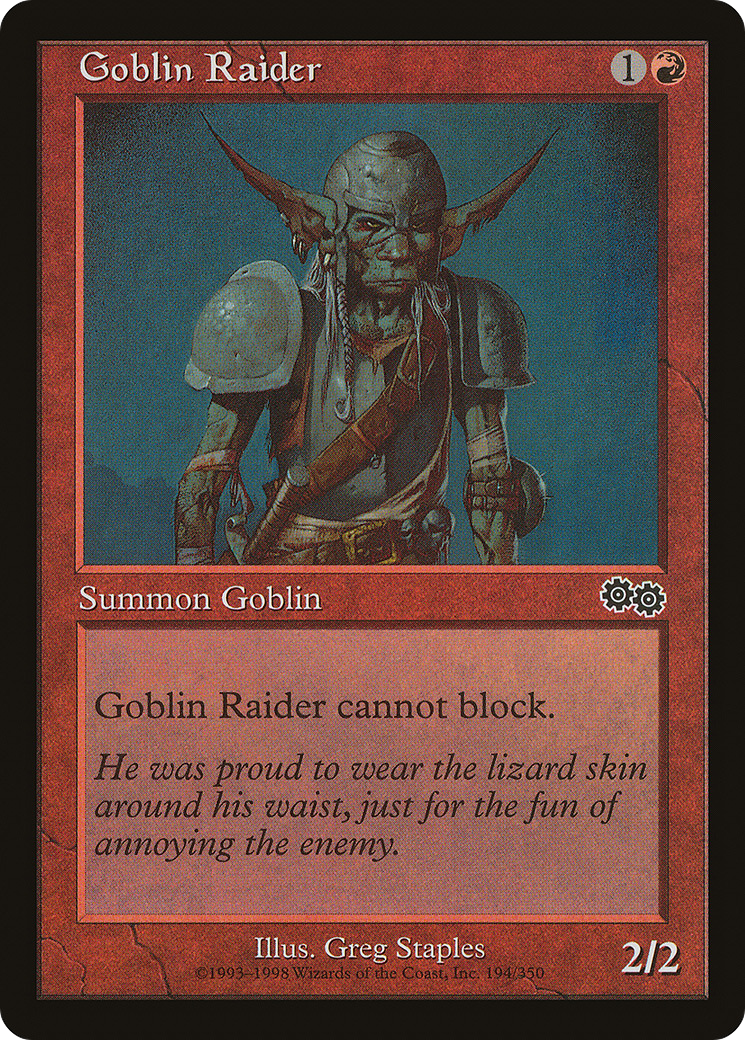 Goblin Raider
1
Summon Goblin
Goblin Raider cannot block.
He was proud to wear the lizard skin
around his waist, just for the fun of
annoying the enemy.
Illus. Greg Staples
©1993–1998 Wizards of the Coast, Inc. 194/350
2/2